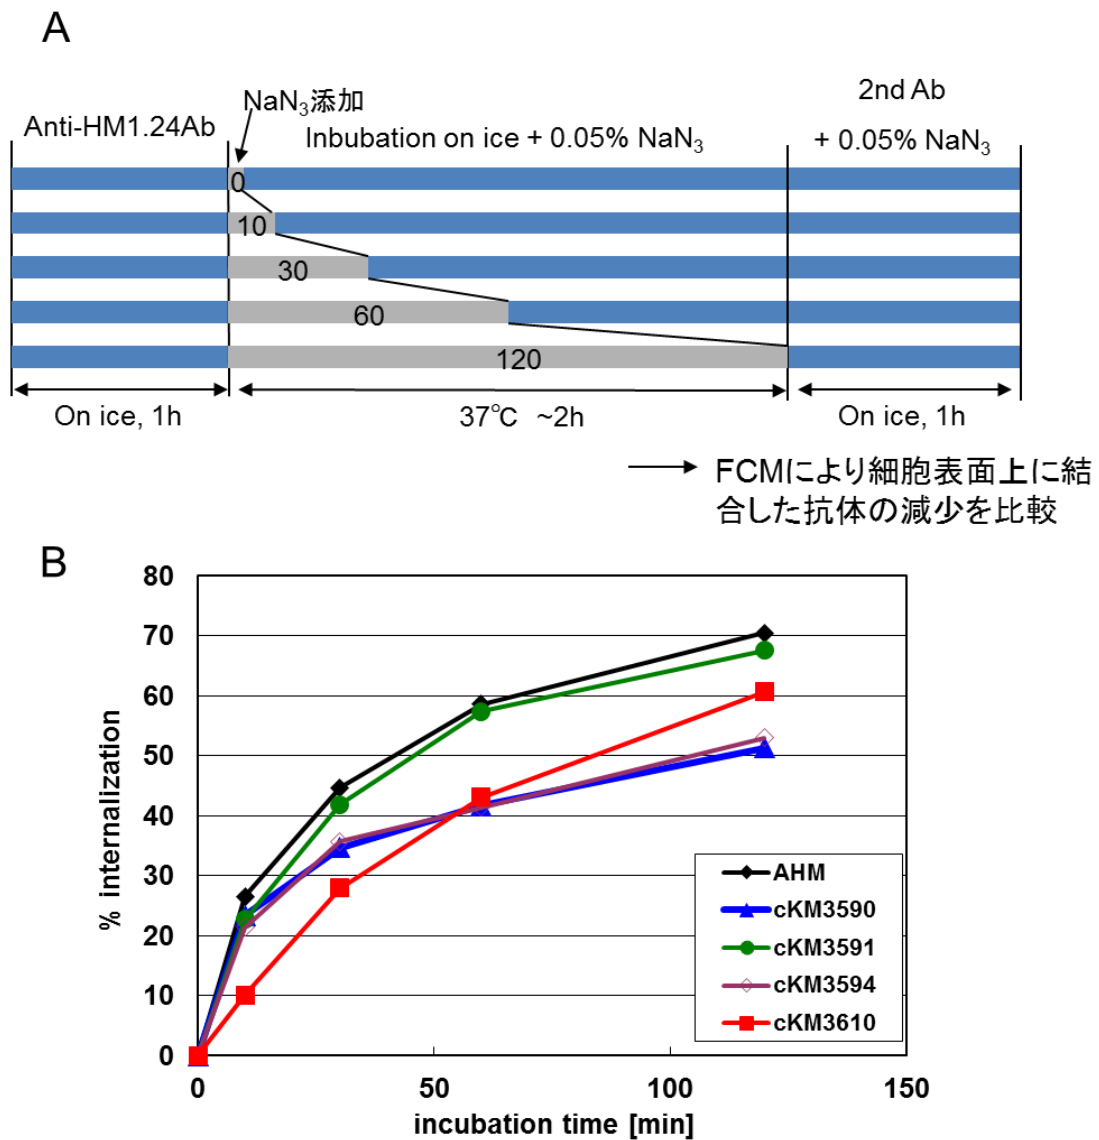 A
NaN3添加
2nd Ab
Anti-HM1.24Ab
Inbubation on ice + 0.05% NaN3
+ 0.05% NaN3
0
10
30
60
120
On ice, 1h
37℃ ~2h
On ice, 1h
FCMにより細胞表面上に結
合した抗体の減少を比較
B
80
70
60
50
40
30
20
10
0
% internalization
AHM
cKM3590
cKM3591
cKM3594
cKM3610
0
50
100
150
incubation time [min]